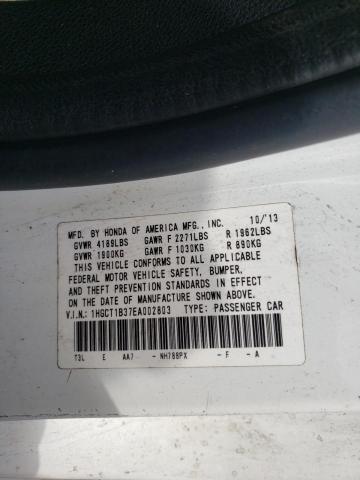 MFD. BY HONDA OF AMERICA MFG., INC. 10/'13
GVWR 4189LBS GAWR F 2271LBS R 1962LBS
GVWR 1900KG GAWR F 1030KG R 890KG
THIS VEHICLE CONFORMS TO ALL APPLICABLE
FEDERAL MOTOR VEHICLE SAFETY, BUMPER,
AND THEFT PREVENTION STANDARDS IN EFFECT
ON THE DATE OF MANUFACTURE SHOWN ABOVE.
V.I.N.: 1HGCT1B37EA002803 TYPE: PASSENGER CAR
T3L E AA7 -NH788PX -F -A